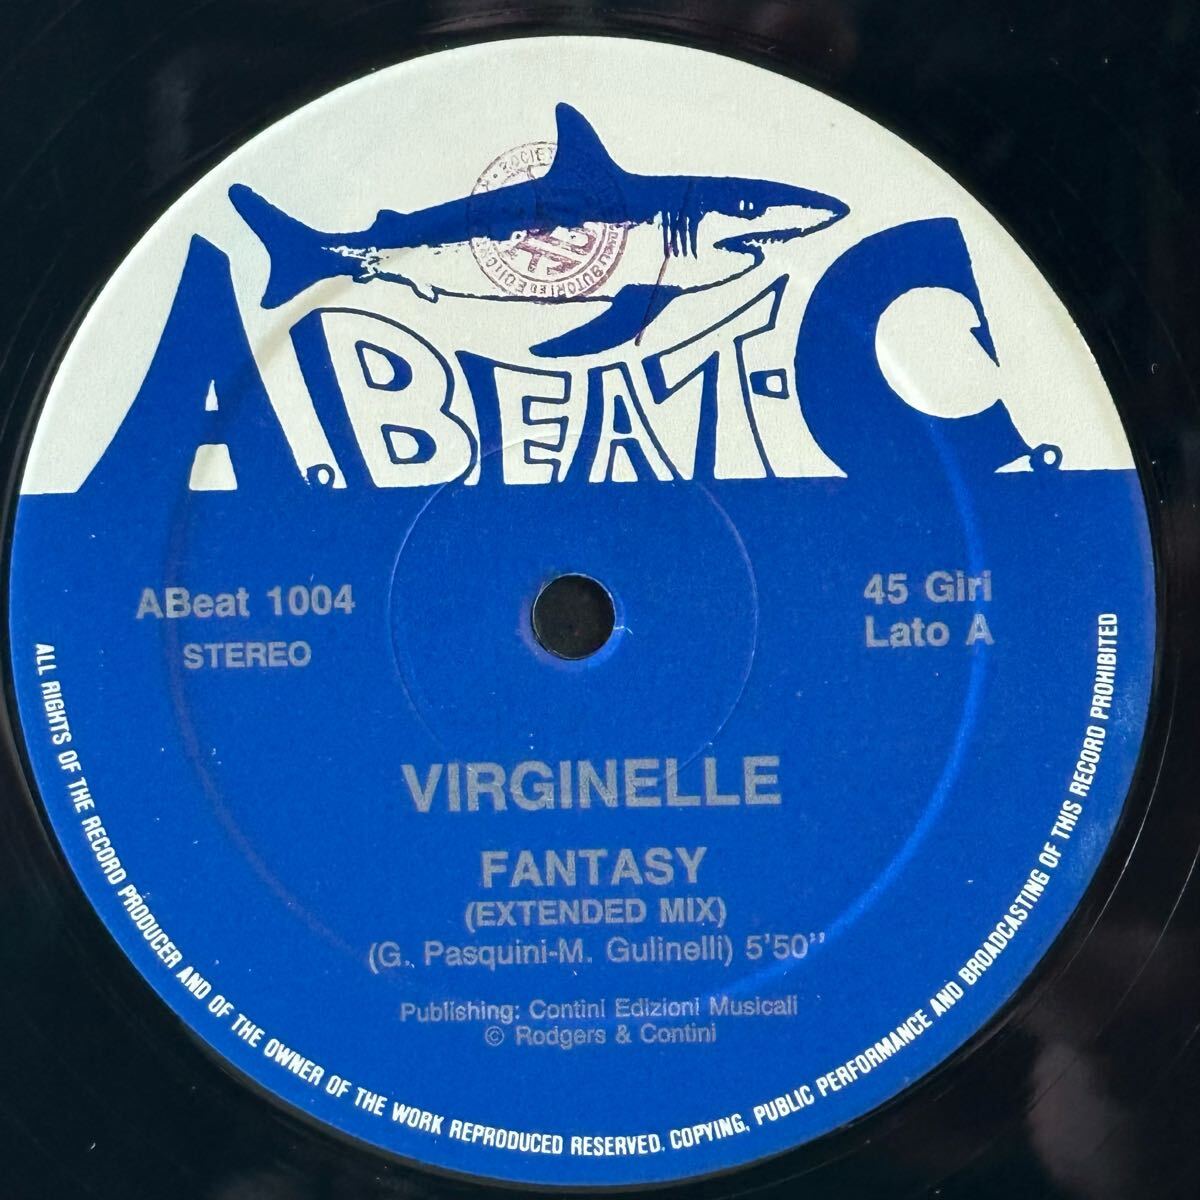 A.BEAT-C.
ABeat 1004
STEREO
45 Giri
Lato A
VIRGINELLE
FANTASY
(EXTENDED MIX)
(G. Pasquini-M. Gulinelli) 5'50''
Publishing: Contini Edizioni Musicali
© Rodgers & Contini
ALL RIGHTS OF THE RECORD PRODUCER AND OF THE OWNER OF THE WORK REPRODUCED RESERVED. COPYING, PUBLIC PERFORMANCE AND BROADCASTING OF THIS RECORD PROHIBITED